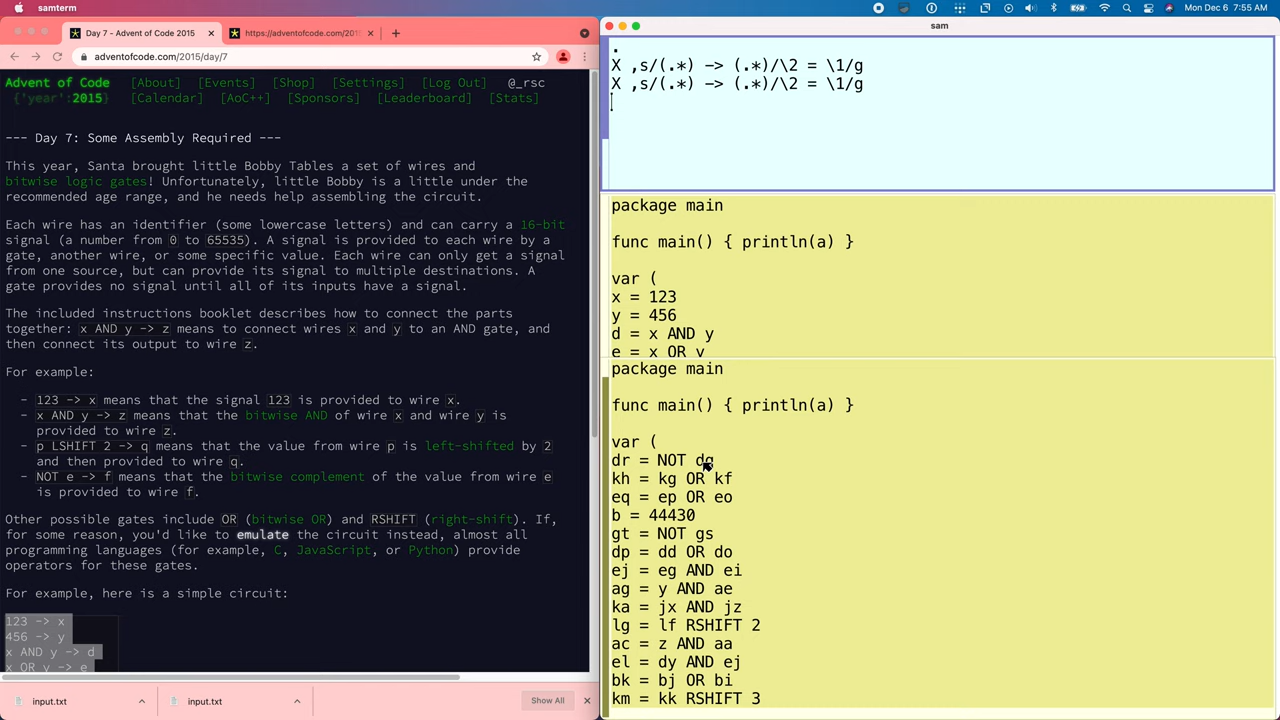 samterm
Mon Dec 6 7:55 AM
Day 7 - Advent of Code 2015
https://adventofcode.com/201
sam
adventofcode.com/2015/day/7
Advent of Code [About] [Events] [Shop] [Settings] [Log Out] @_rsc
{'year':2015} [Calendar] [AoC++] [Sponsors] [Leaderboard] [Stats]
--- Day 7: Some Assembly Required ---
This year, Santa brought little Bobby Tables a set of wires and
bitwise logic gates! Unfortunately, little Bobby is a little under the
recommended age range, and he needs help assembling the circuit.
Each wire has an identifier (some lowercase letters) and can carry a 16-bit
signal (a number from 0 to 65535). A signal is provided to each wire by a
gate, another wire, or some specific value. Each wire can only get a signal
from one source, but can provide its signal to multiple destinations. A
gate provides no signal until all of its inputs have a signal.
The included instructions booklet describes how to connect the parts
together: x AND y -> z means to connect wires x and y to an AND gate, and
then connect its output to wire z.
For example:
- 123 -> x means that the signal 123 is provided to wire x.
- x AND y -> z means that the bitwise AND of wire x and wire y is
provided to wire z.
- p LSHIFT 2 -> q means that the value from wire p is left-shifted by 2
and then provided to wire q.
- NOT e -> f means that the bitwise complement of the value from wire e
is provided to wire f.
Other possible gates include OR (bitwise OR) and RSHIFT (right-shift). If,
for some reason, you'd like to emulate the circuit instead, almost all
programming languages (for example, C, JavaScript, or Python) provide
operators for these gates.
For example, here is a simple circuit:
123 -> x
456 -> y
x AND y -> d
x OR y -> e
input.txt
input.txt
Show All
.
X ,s/(.*) -> (.*)/\2 = \1/g
X ,s/(.*) -> (.*)/\2 = \1/g
package main
func main() { println(a) }
var (
x = 123
y = 456
d = x AND y
e = x OR y
package main
func main() { println(a) }
var (
dr = NOT dq
kh = kg OR kf
eq = ep OR eo
b = 44430
gt = NOT gs
dp = dd OR do
ej = eg AND ei
ag = y AND ae
ka = jx AND jz
lg = lf RSHIFT 2
ac = z AND aa
el = dy AND ej
bk = bj OR bi
km = kk RSHIFT 3